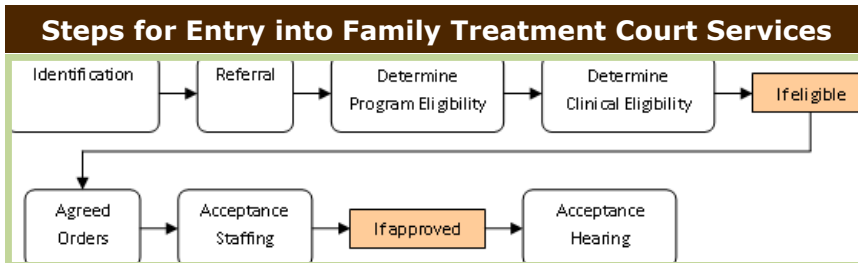 Steps for Entry into Family Treatment Court Services
Identification
Referral
Determine
Program Eligibility
Determine
Clinical Eligibility
If eligible
Agreed
Orders
Acceptance
Staffing
If approved
Acceptance
Hearing